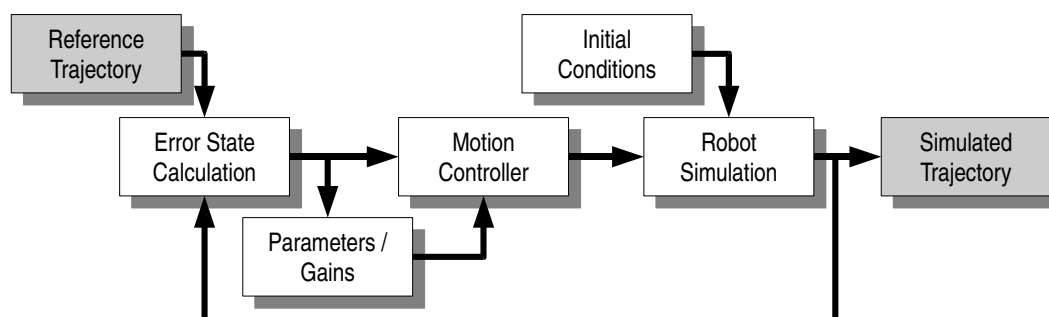 Reference
Trajectory
Initial
Conditions
Error State
Calculation
Motion
Controller
Robot
Simulation
Simulated
Trajectory
Parameters /
Gains